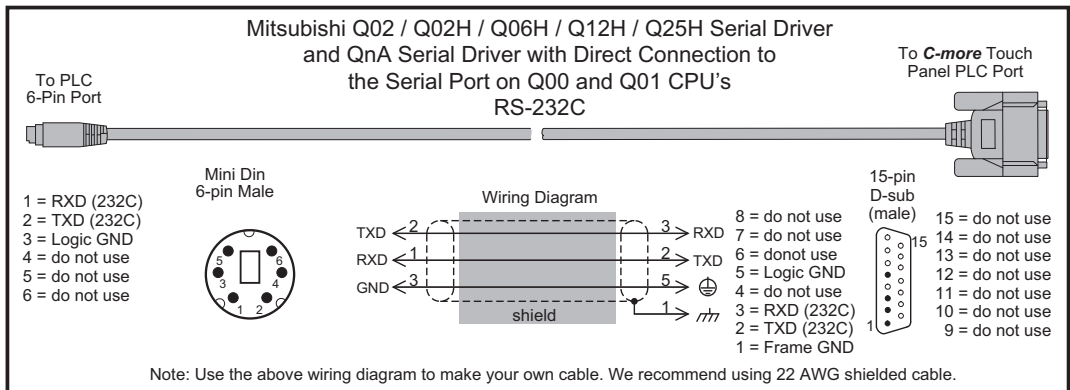 Mitsubishi Q02 / Q02H / Q06H / Q12H / Q25H Serial Driver
and QnA Serial Driver with Direct Connection to
the Serial Port on Q00 and Q01 CPU's
RS-232C
To PLC
6-Pin Port
To C-more Touch
Panel PLC Port
1 = RXD (232C)
2 = TXD (232C)
3 = Logic GND
4 = do not use
5 = do not use
6 = do not use
Mini Din
6-pin Male
5 6
3 4
1 2
Wiring Diagram
TXD 2 3 RXD
RXD 1 2 TXD
GND 3 5
1
shield
8 = do not use
7 = do not use
6 = donot use
5 = Logic GND
4 = do not use
3 = RXD (232C)
2 = TXD (232C)
1 = Frame GND
15-pin
D-sub
(male)
15
1
15 = do not use
14 = do not use
13 = do not use
12 = do not use
11 = do not use
10 = do not use
9 = do not use
Note: Use the above wiring diagram to make your own cable. We recommend using 22 AWG shielded cable.